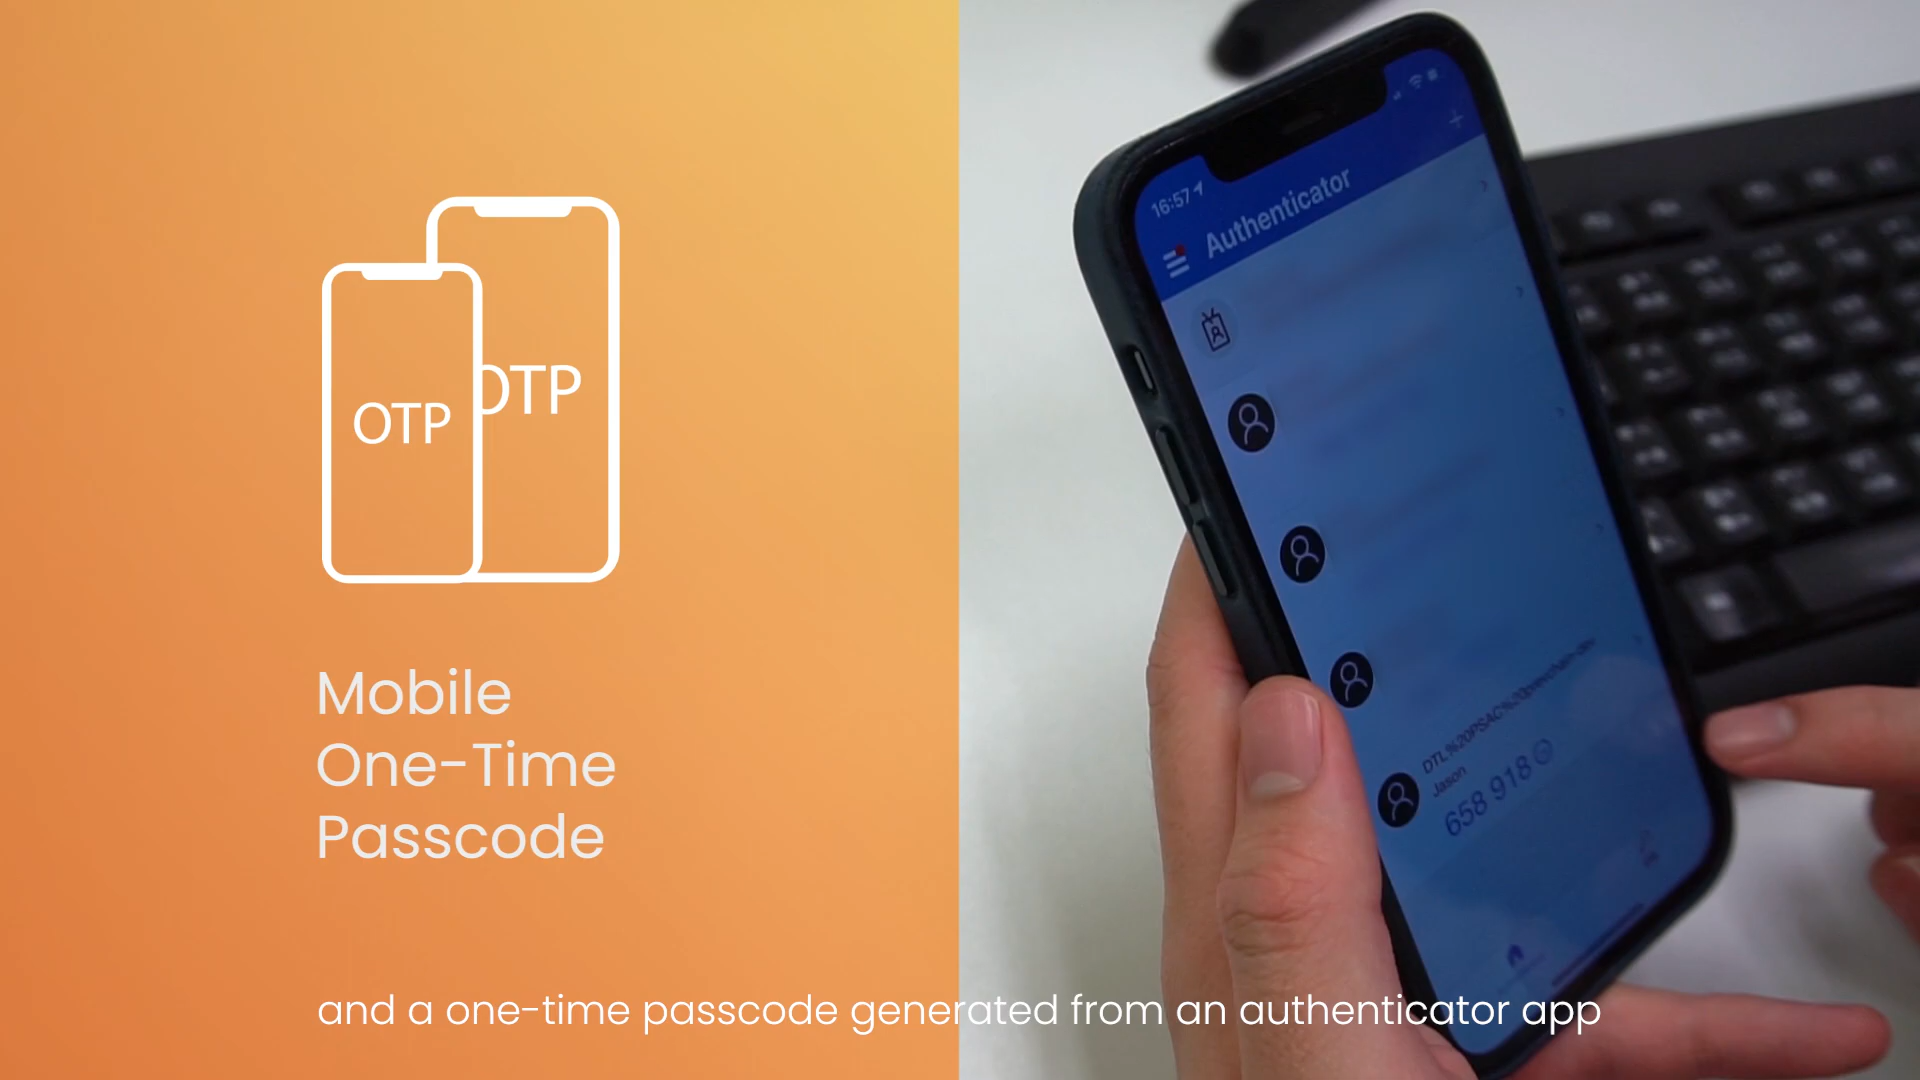 OTP
OTP
Mobile
One-Time
Passcode
16:57
Authenticator
Jason
658 918
and a one-time passcode generated from an authenticator app